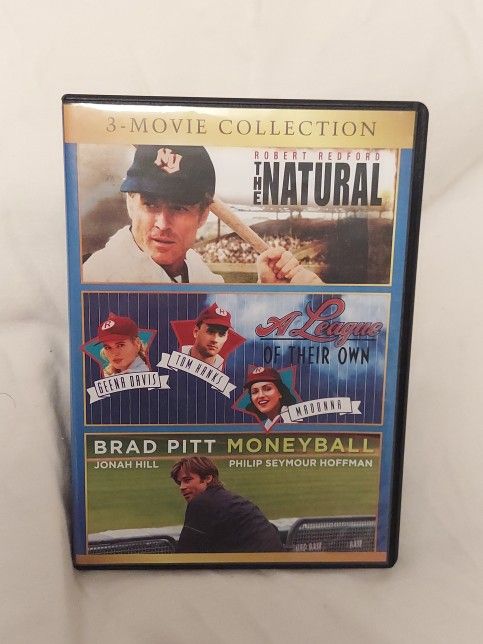 3-MOVIE COLLECTION
ROBERT REDFORD
THE NATURAL
A League
OF THEIR OWN
GEENA DAVIS
TOM HANKS
MADONNA
BRAD PITT MONEYBALL
JONAH HILL PHILIP SEYMOUR HOFFMAN